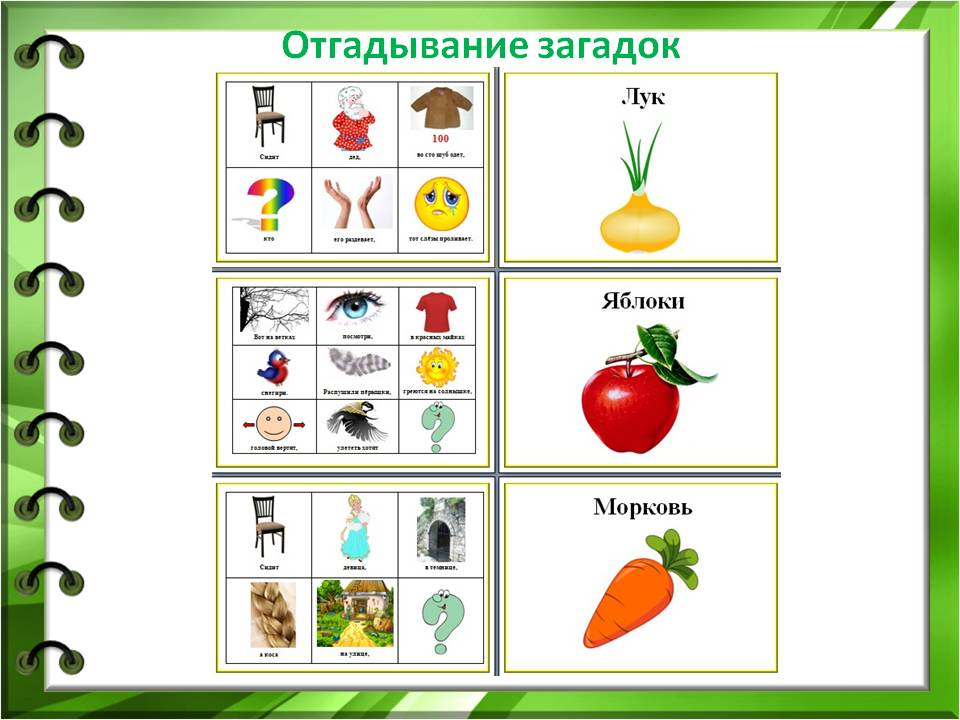 Отгадывание загадок
100
Сидит
дед,
во сто шуб одет,
кто
его раздевает,
тот слёзы проливает.
Лук
Вот на ветках
посмотри,
в красных майках
снегири.
Распушили пёрышки,
греются на солнышке,
головой вертят,
улететь хотят
Яблоки
Сидит
девица,
в темнице,
а коса
на улице,
Морковь